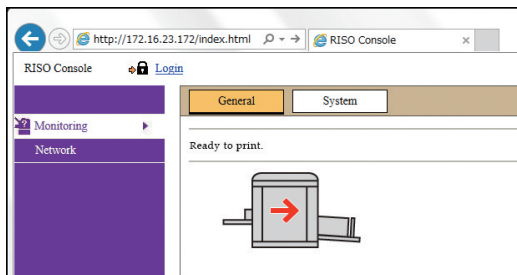 http://172.16.23.172/index.html
RISO Console
RISO Console
Login
General
System
Monitoring
Network
Ready to print.